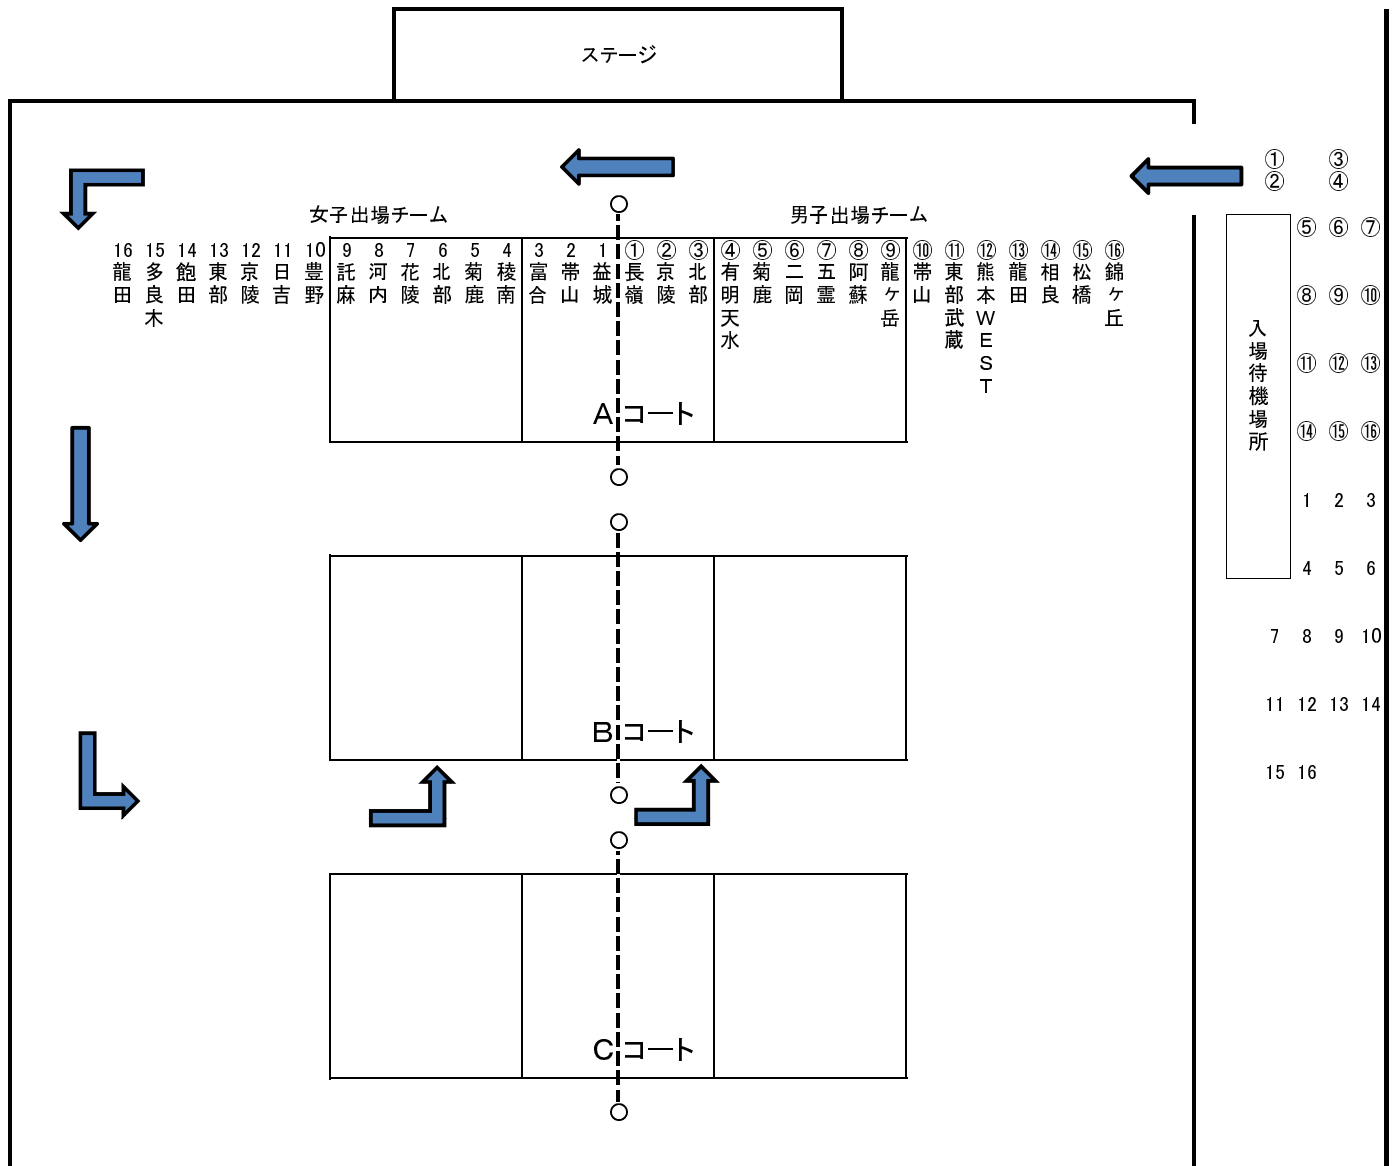 ステージ
① ③
② ④
女子出場チーム 男子出場チーム
16 15 14 13 12 11 10 9 8 7 6 5 4 3 2 1 ① ② ③ ④ ⑤ ⑥ ⑦ ⑧ ⑨ ⑩ ⑪ ⑫ ⑬ ⑭ ⑮ ⑯
龍田
多良木
飽田
東部
京陵
日吉
豊野
託麻
河内
花陵
北部
菊鹿
稜南
富合
帯山
益城
長嶺
京陵
北部
有明天水
菊鹿
二岡
五霊
阿蘇
龍ヶ岳
帯山
東部武蔵
熊本WEST
龍田
相良
松橋
錦ヶ丘
Aコート
Bコート
Cコート
入場待機場所
⑤ ⑥ ⑦
⑧ ⑨ ⑩
⑪ ⑫ ⑬
⑭ ⑮ ⑯
1 2 3
4 5 6
7 8 9 10
11 12 13 14
15 16